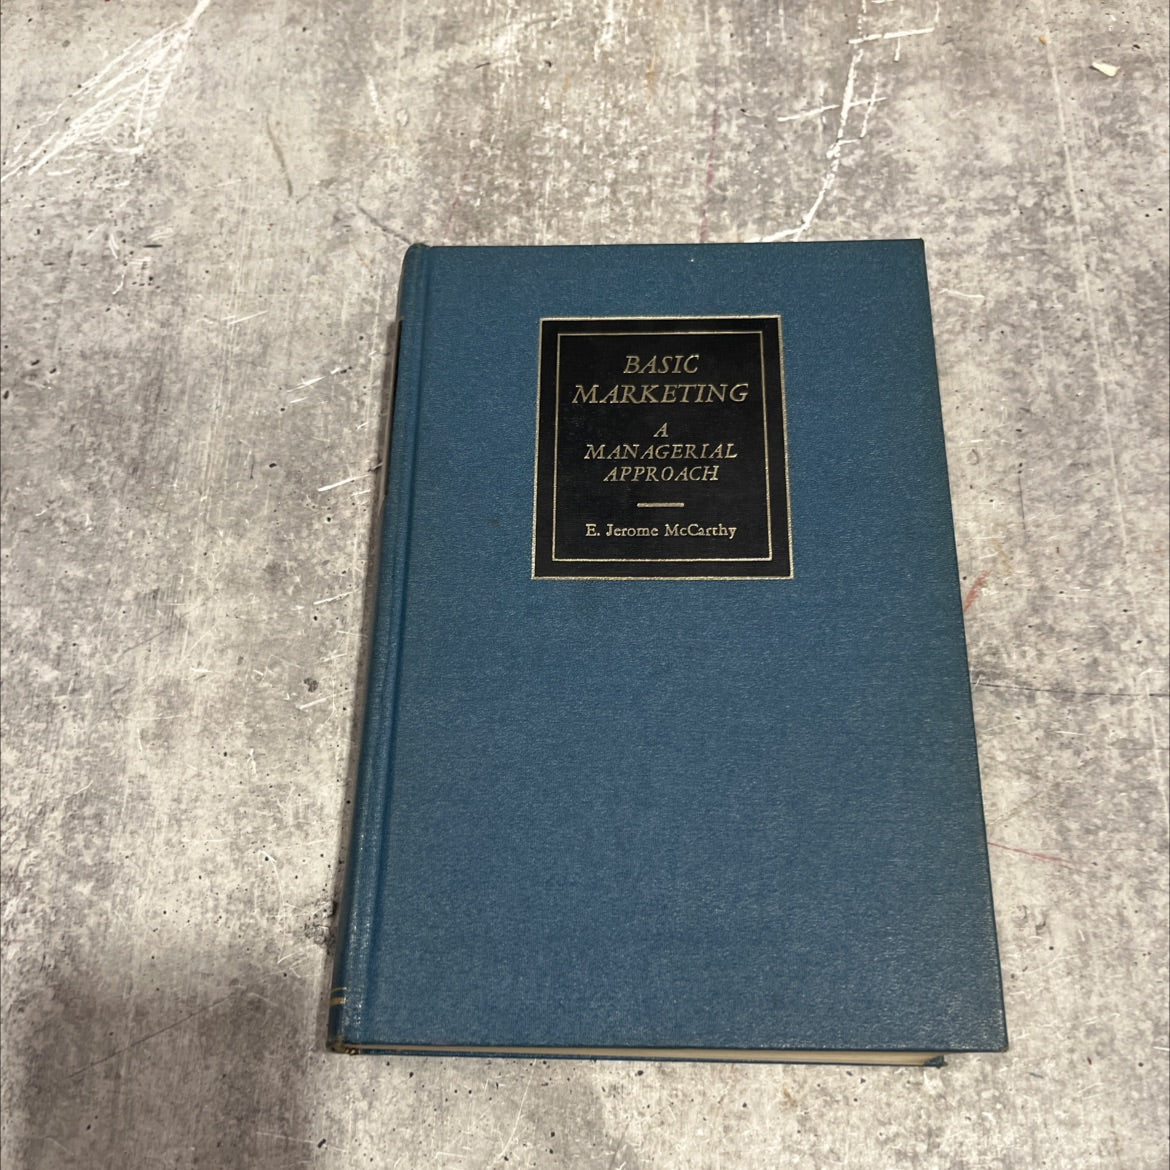 BASIC
MARKETING
A
MANAGERIAL
APPROACH
E. Jerome McCarthy